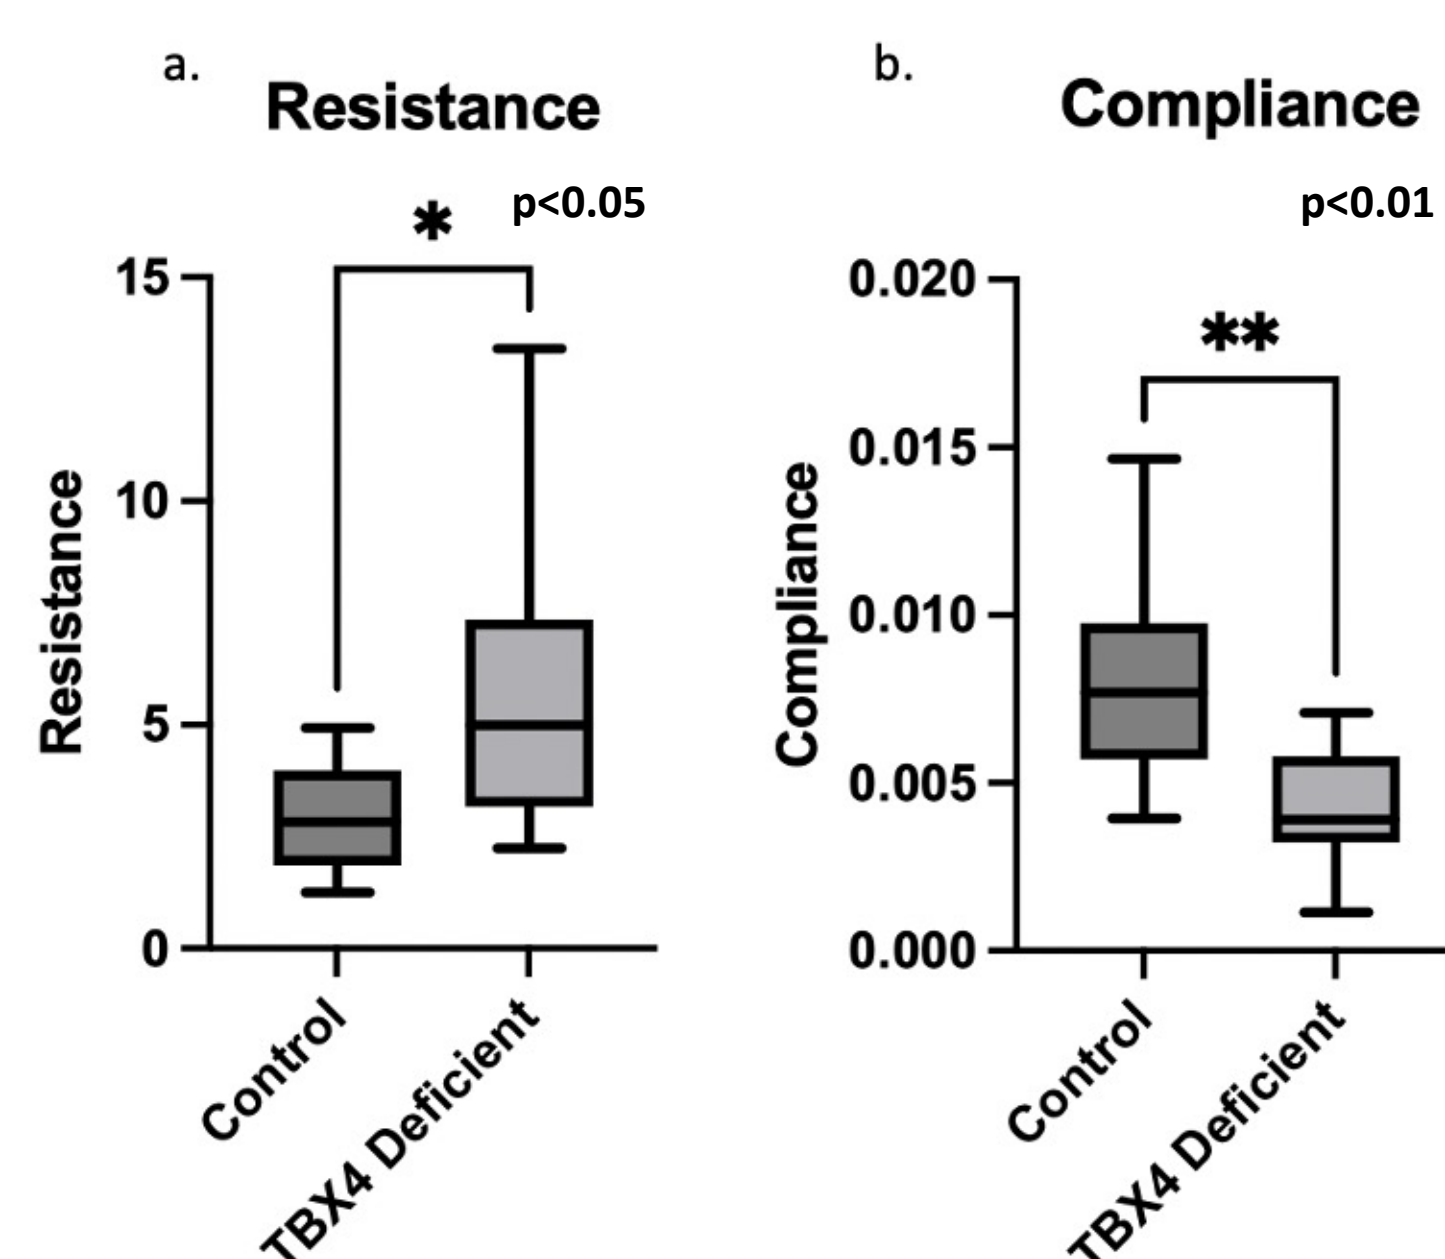 a.
Resistance
* p<0.05
15
10
5
0
Resistance
Control
TBX4 Deficient
b.
Compliance
p<0.01
**
0.020
0.015
0.010
0.005
0.000
Compliance
Control
TBX4 Deficient